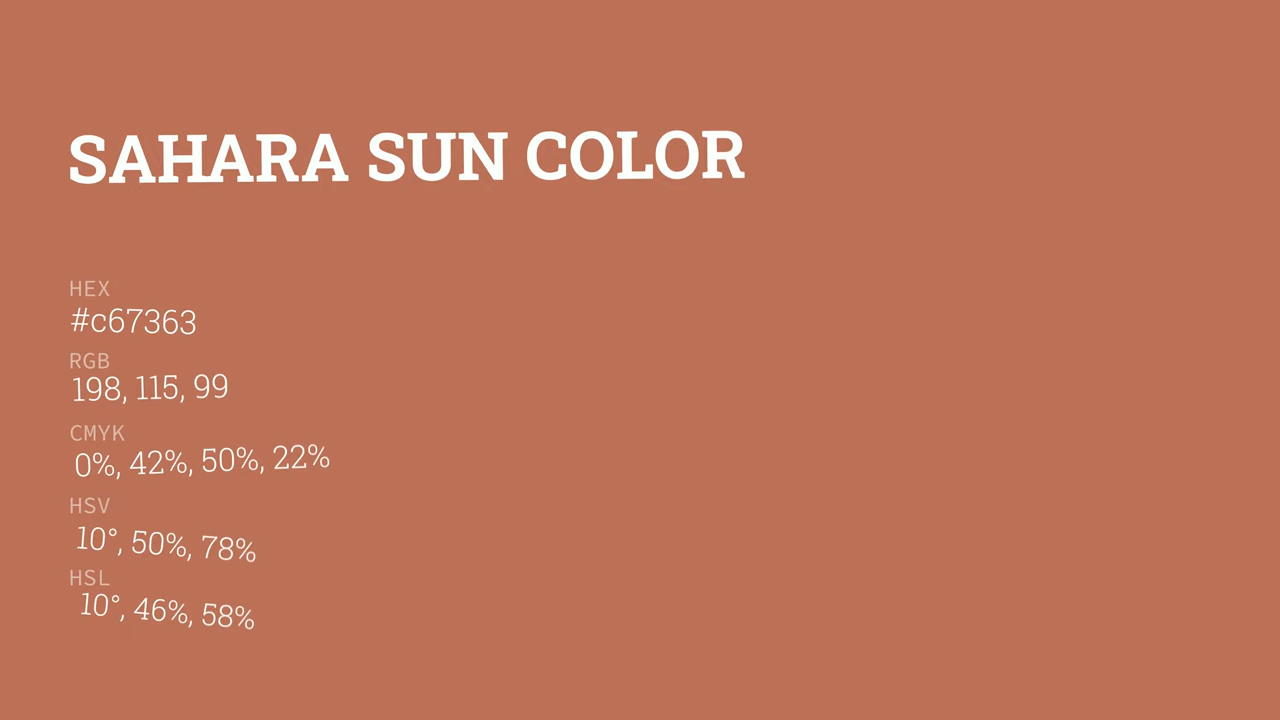 SAHARA SUN COLOR
HEX
#c67363
RGB
198, 115, 99
CMYK
0%, 42%, 50%, 22%
HSV
10°, 50%, 78%
HSL
10°, 46%, 58%